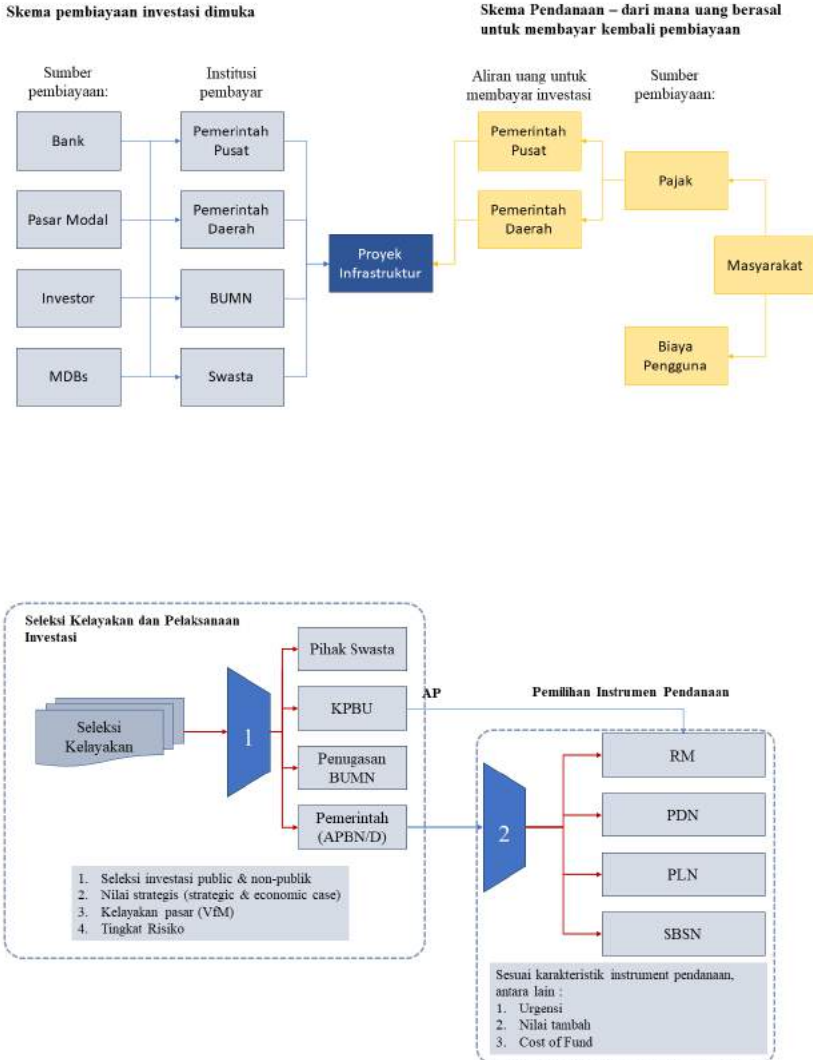 Skema pembiayaan investasi dimuka
Skema Pendanaan – dari mana uang berasal
untuk membayar kembali pembiayaan
Sumber
pembiayaan:
Institusi
pembayar
Aliran uang untuk
membayar investasi
Sumber
pembiayaan:
Bank
Pasar Modal
Investor
MDBs
Pemerintah
Pusat
Pemerintah
Daerah
BUMN
Swasta
Proyek
Infrastruktur
Pemerintah
Pusat
Pemerintah
Daerah
Pajak
Masyarakat
Biaya
Pengguna
Seleksi Kelayakan dan Pelaksanaan
Investasi
Seleksi
Kelayakan
1
Pihak Swasta
KPBU
Penugasan
BUMN
Pemerintah
(APBN/D)
1. Seleksi investasi public & non-publik
2. Nilai strategis (strategic & economic case)
3. Kelayakan pasar (VfM)
4. Tingkat Risiko
AP
Pemilihan Instrumen Pendanaan
2
RM
PDN
PLN
SBSN
Sesuai karakteristik instrument pendanaan,
antara lain :
1. Urgensi
2. Nilai tambah
3. Cost of Fund